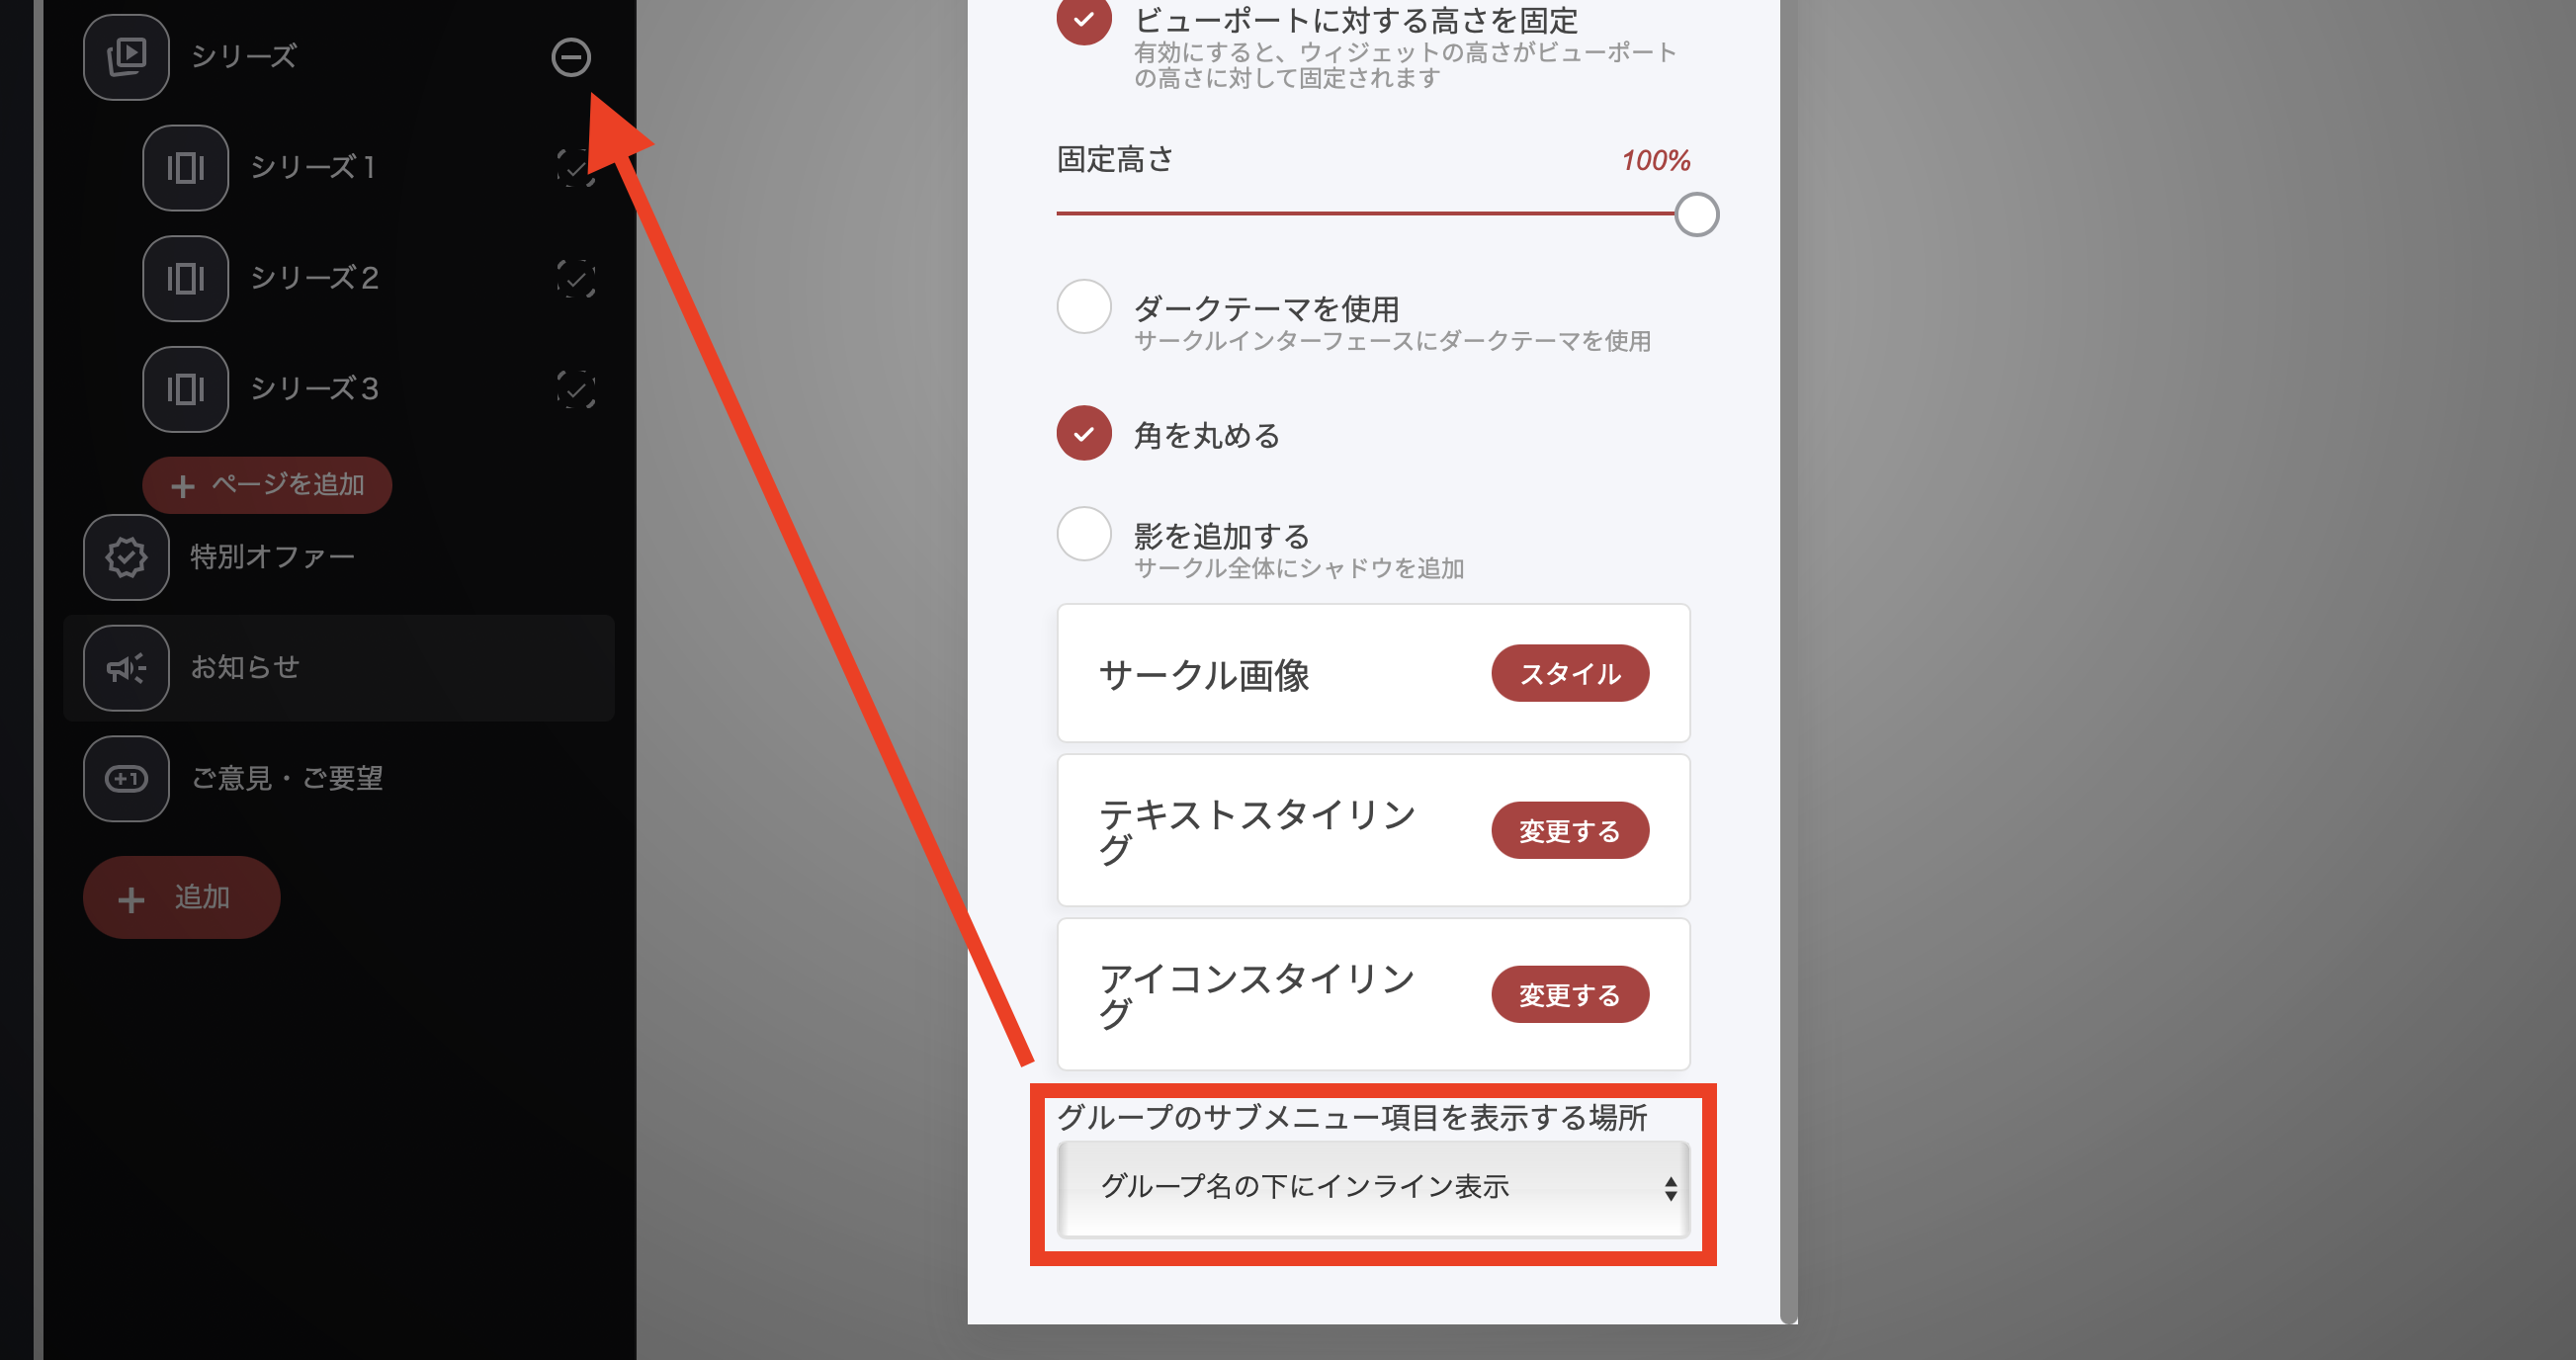 シリーズ
シリーズ 1
シリーズ 2
シリーズ 3
ページを追加
特別オファー
お知らせ
+1
ご意見・ご要望
追加
ビューポートに対する高さを固定
有効にすると、ウィジェットの高さがビューポート
の高さに対して固定されます
固定高さ
100%
ダークテーマを使用
サークルインターフェースにダークテーマを使用
角を丸める
影を追加する
サークル全体にシャドウを追加
サークル画像
スタイル
テキストスタイリン
グ
変更する
アイコンスタイリン
グ
変更する
グループのサブメニュー項目を表示する場所
グループ名の下にインライン表示